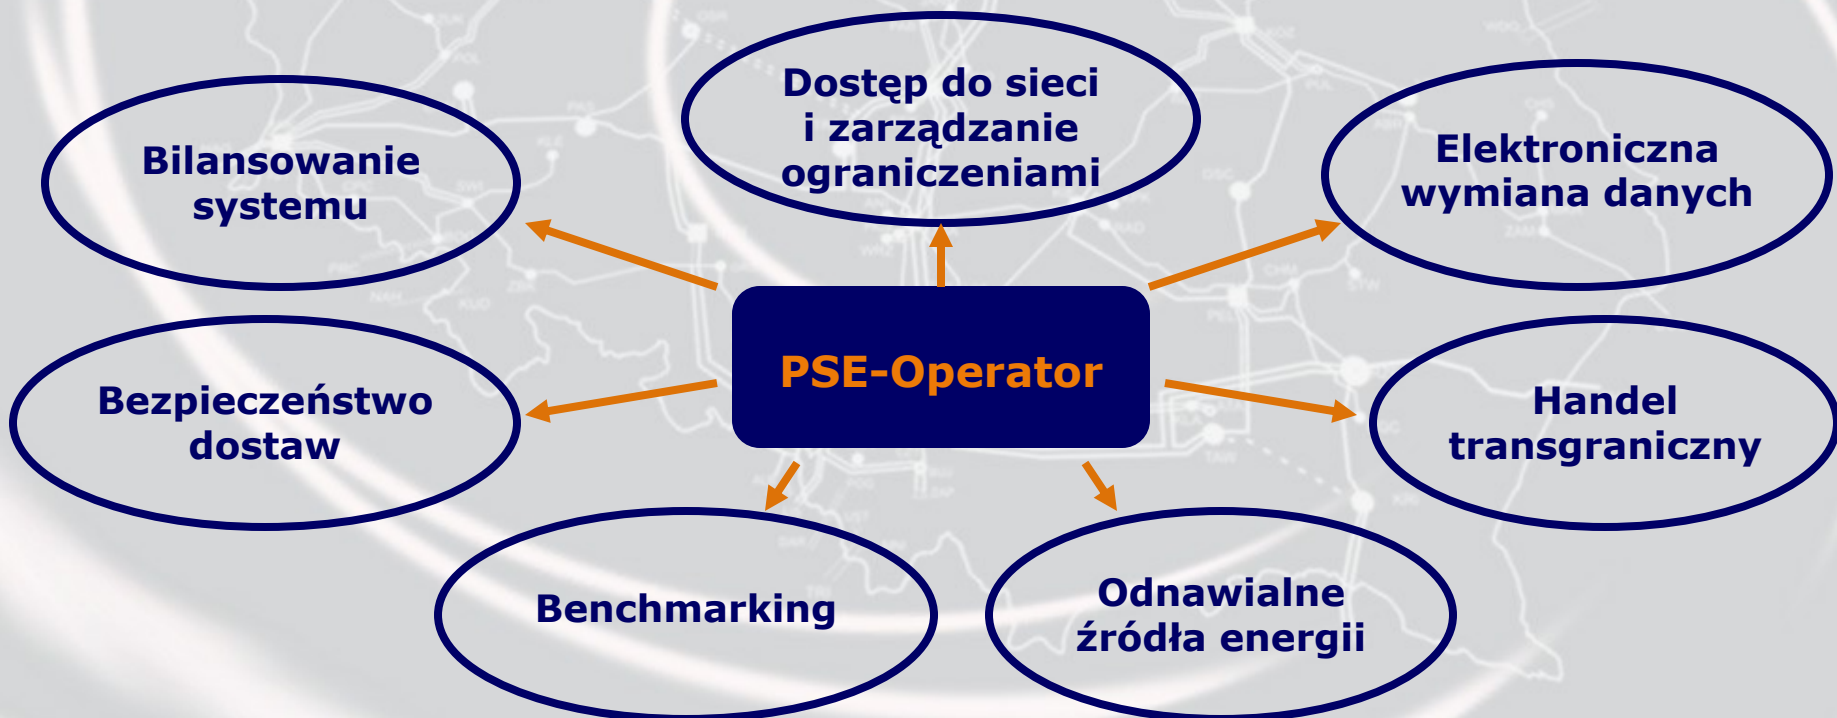 Dostęp do sieci
i zarządzanie
ograniczeniami
Bilansowanie
systemu
Elektroniczna
wymiana danych
PSE-Operator
Bezpieczeństwo
dostaw
Handel
transgraniczny
Benchmarking
Odnawialne
źródła energii